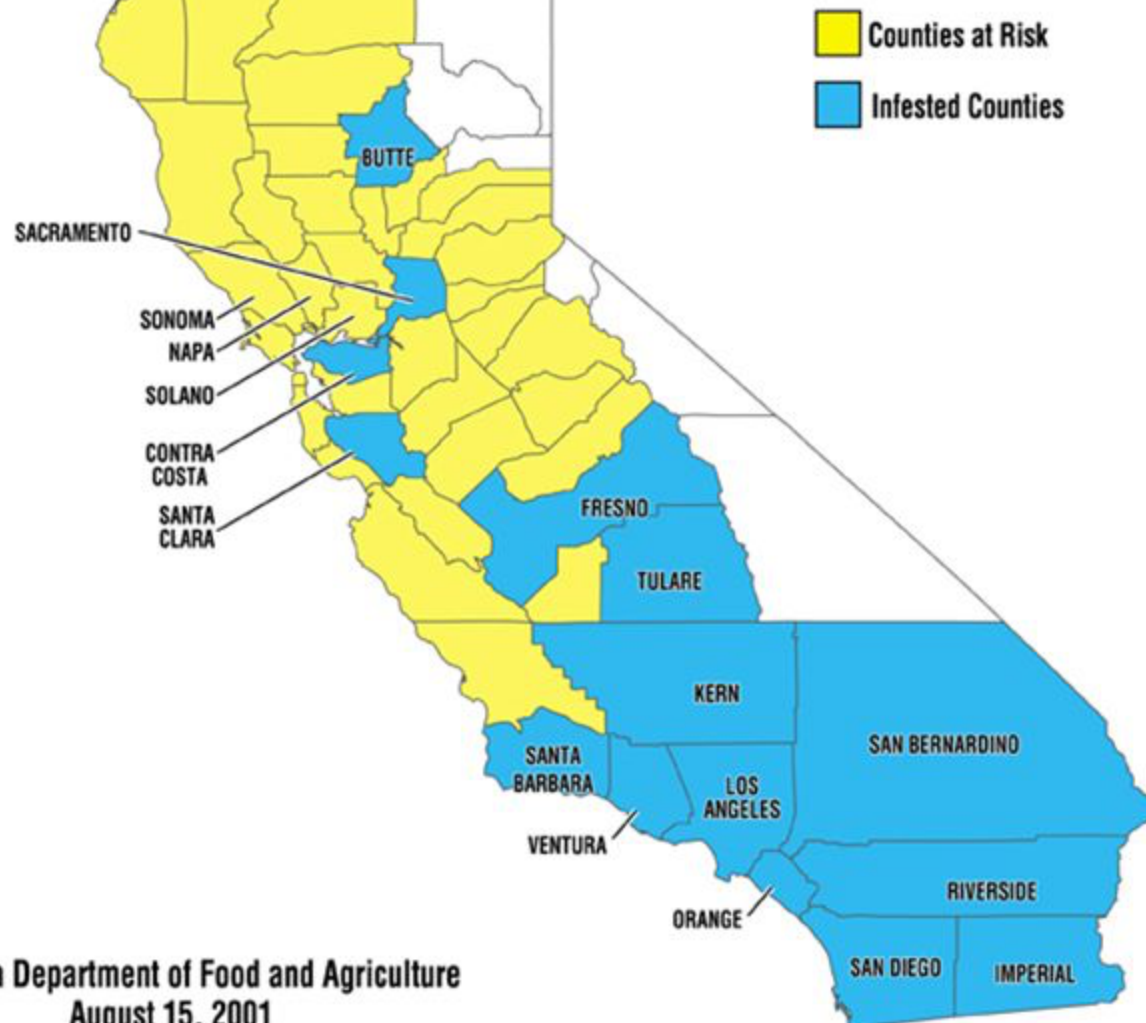 Counties at Risk
Infested Counties
BUTTE
SACRAMENTO
SONOMA
NAPA
SOLANO
CONTRA
COSTA
SANTA
CLARA
FRESNO
TULARE
KERN
SAN BERNARDINO
SANTA
BARBARA
LOS
ANGELES
VENTURA
RIVERSIDE
ORANGE
SAN DIEGO
IMPERIAL
Department of Food and Agriculture
August 15, 2001